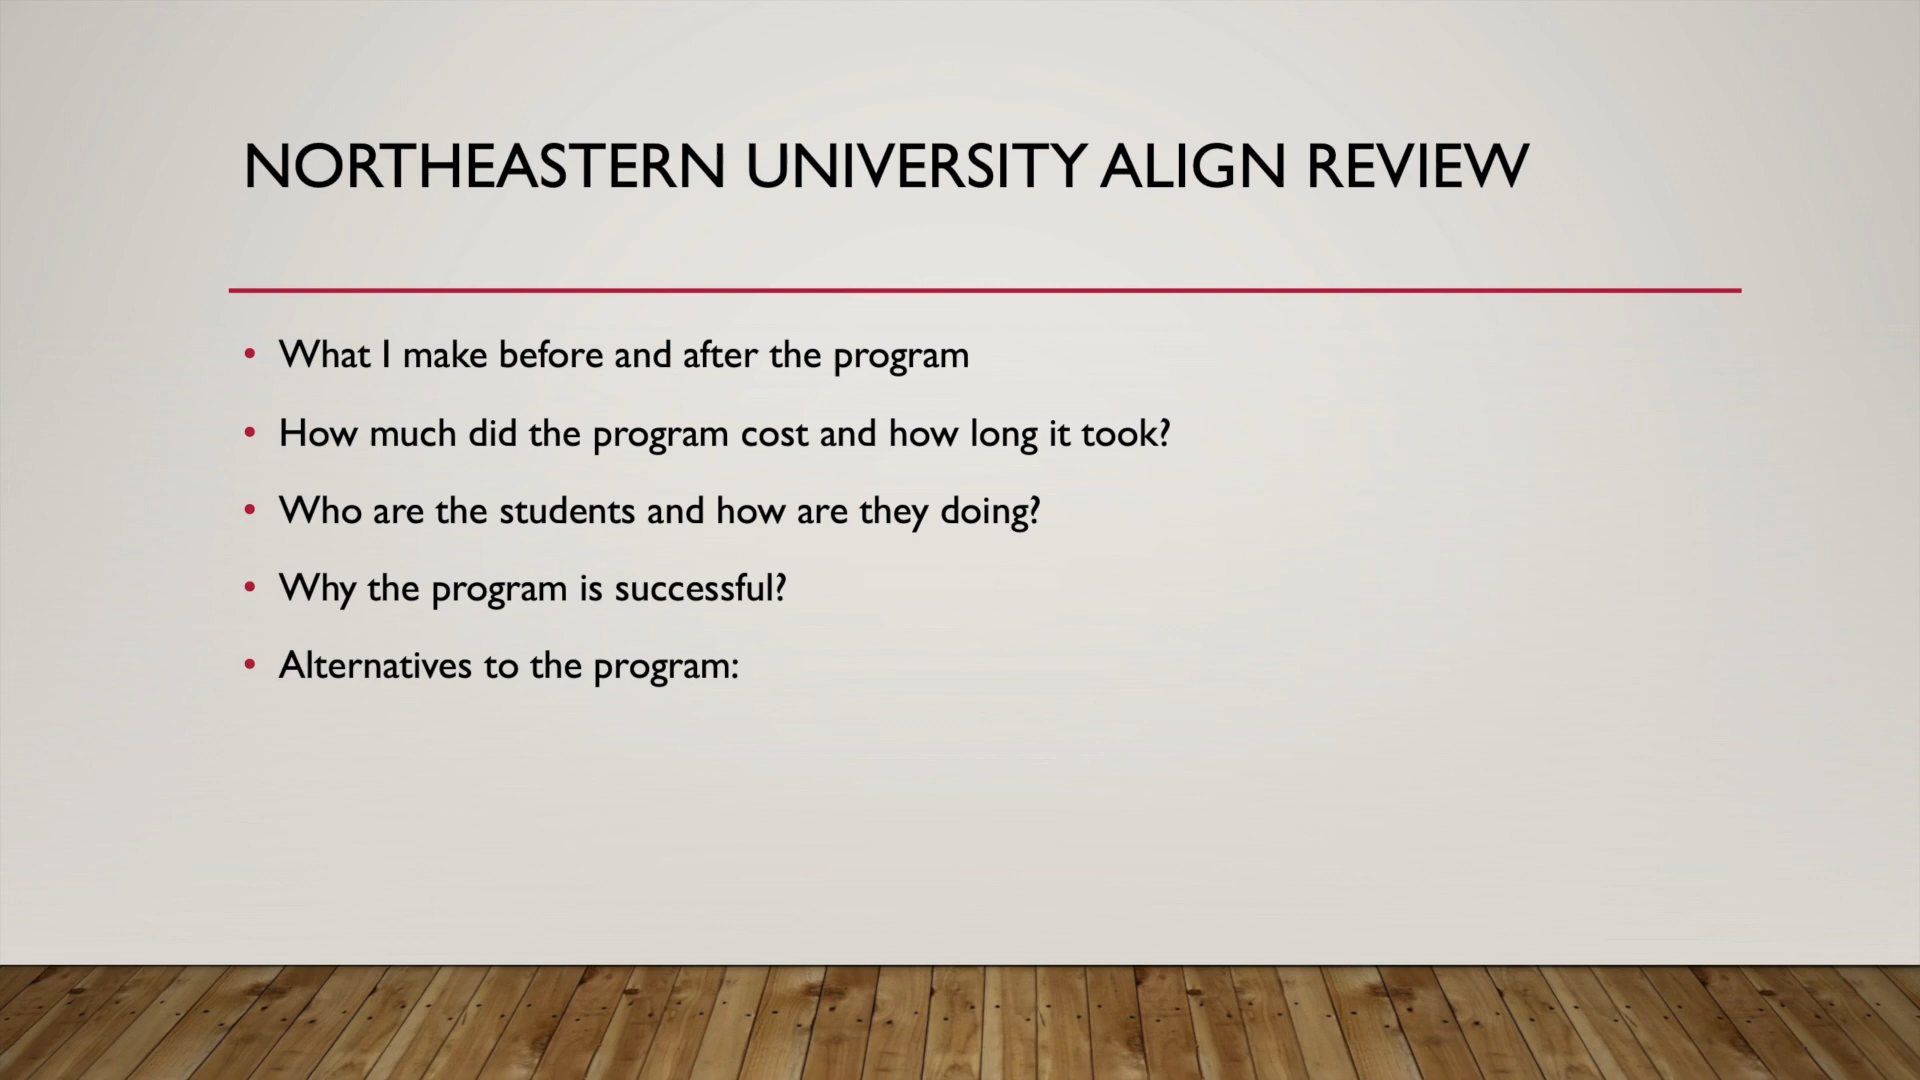 NORTHEASTERN UNIVERSITY ALIGN REVIEW
• What I make before and after the program
• How much did the program cost and how long it took?
• Who are the students and how are they doing?
• Why the program is successful?
• Alternatives to the program: